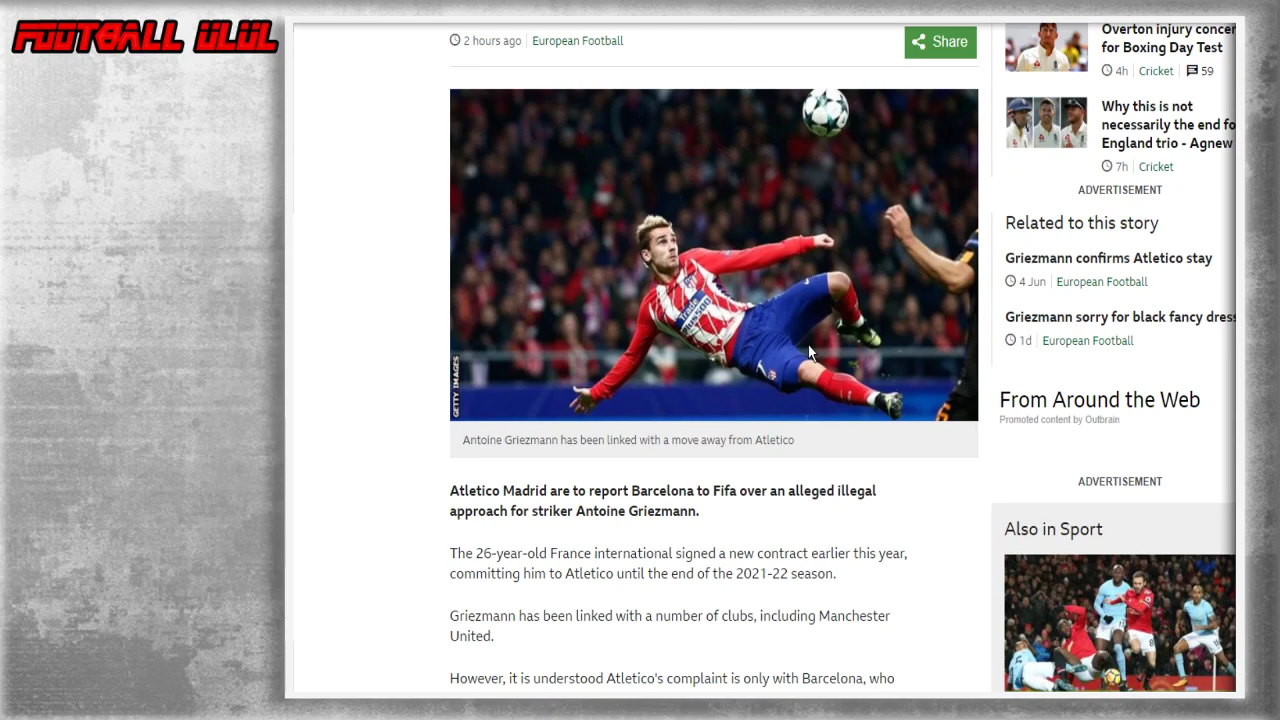 FOOTBALL ULUL
2 hours ago
European Football
Share
GETTY IMAGES
Antoine Griezmann has been linked with a move away from Atletico
Atletico Madrid are to report Barcelona to Fifa over an alleged illegal
approach for striker Antoine Griezmann.
The 26-year-old France international signed a new contract earlier this year,
committing him to Atletico until the end of the 2021-22 season.
Griezmann has been linked with a number of clubs, including Manchester
United.
However, it is understood Atletico's complaint is only with Barcelona, who
Overton injury concer
for Boxing Day Test
4h
Cricket
59
Why this is not
necessarily the end fo
England trio - Agnew
7h
Cricket
ADVERTISEMENT
Related to this story
Griezmann confirms Atletico stay
4 Jun
European Football
Griezmann sorry for black fancy dress
1d
European Football
From Around the Web
Promoted content by Outbrain
ADVERTISEMENT
Also in Sport